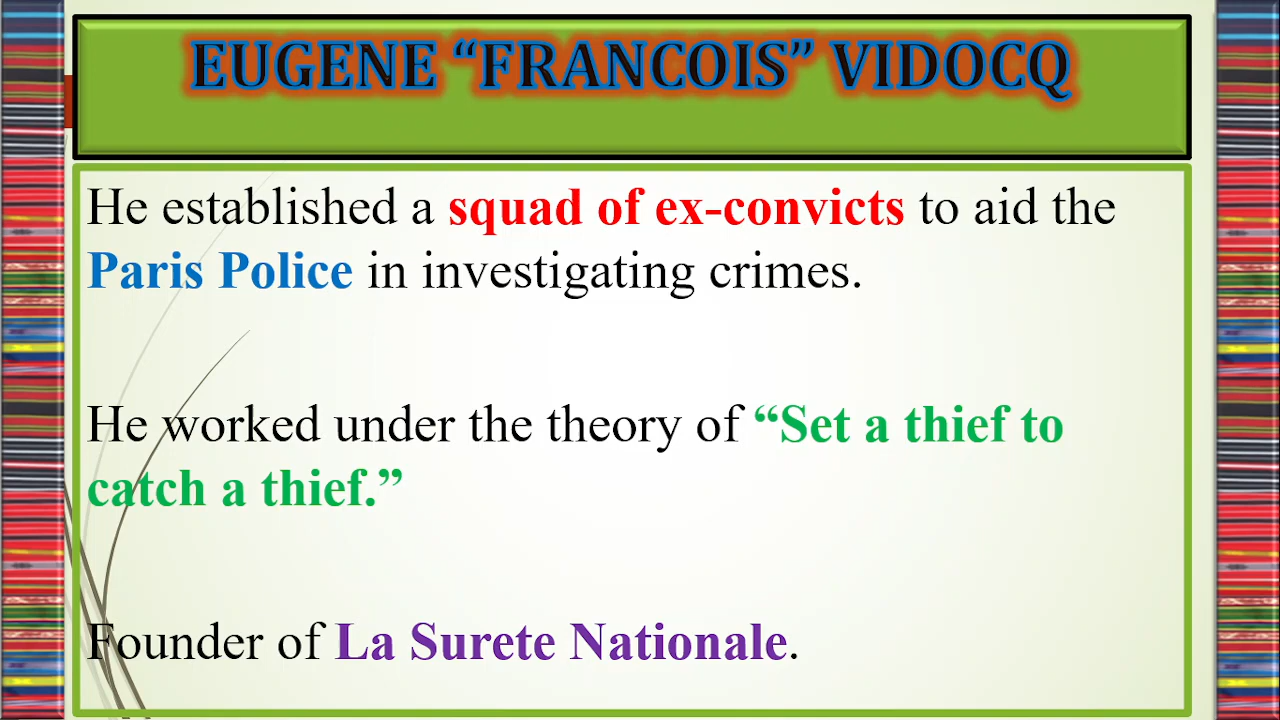 EUGENE “FRANCOIS” VIDOCQ
He established a squad of ex-convicts to aid the
Paris Police in investigating crimes.
He worked under the theory of “Set a thief to
catch a thief.”
Founder of La Surete Nationale.